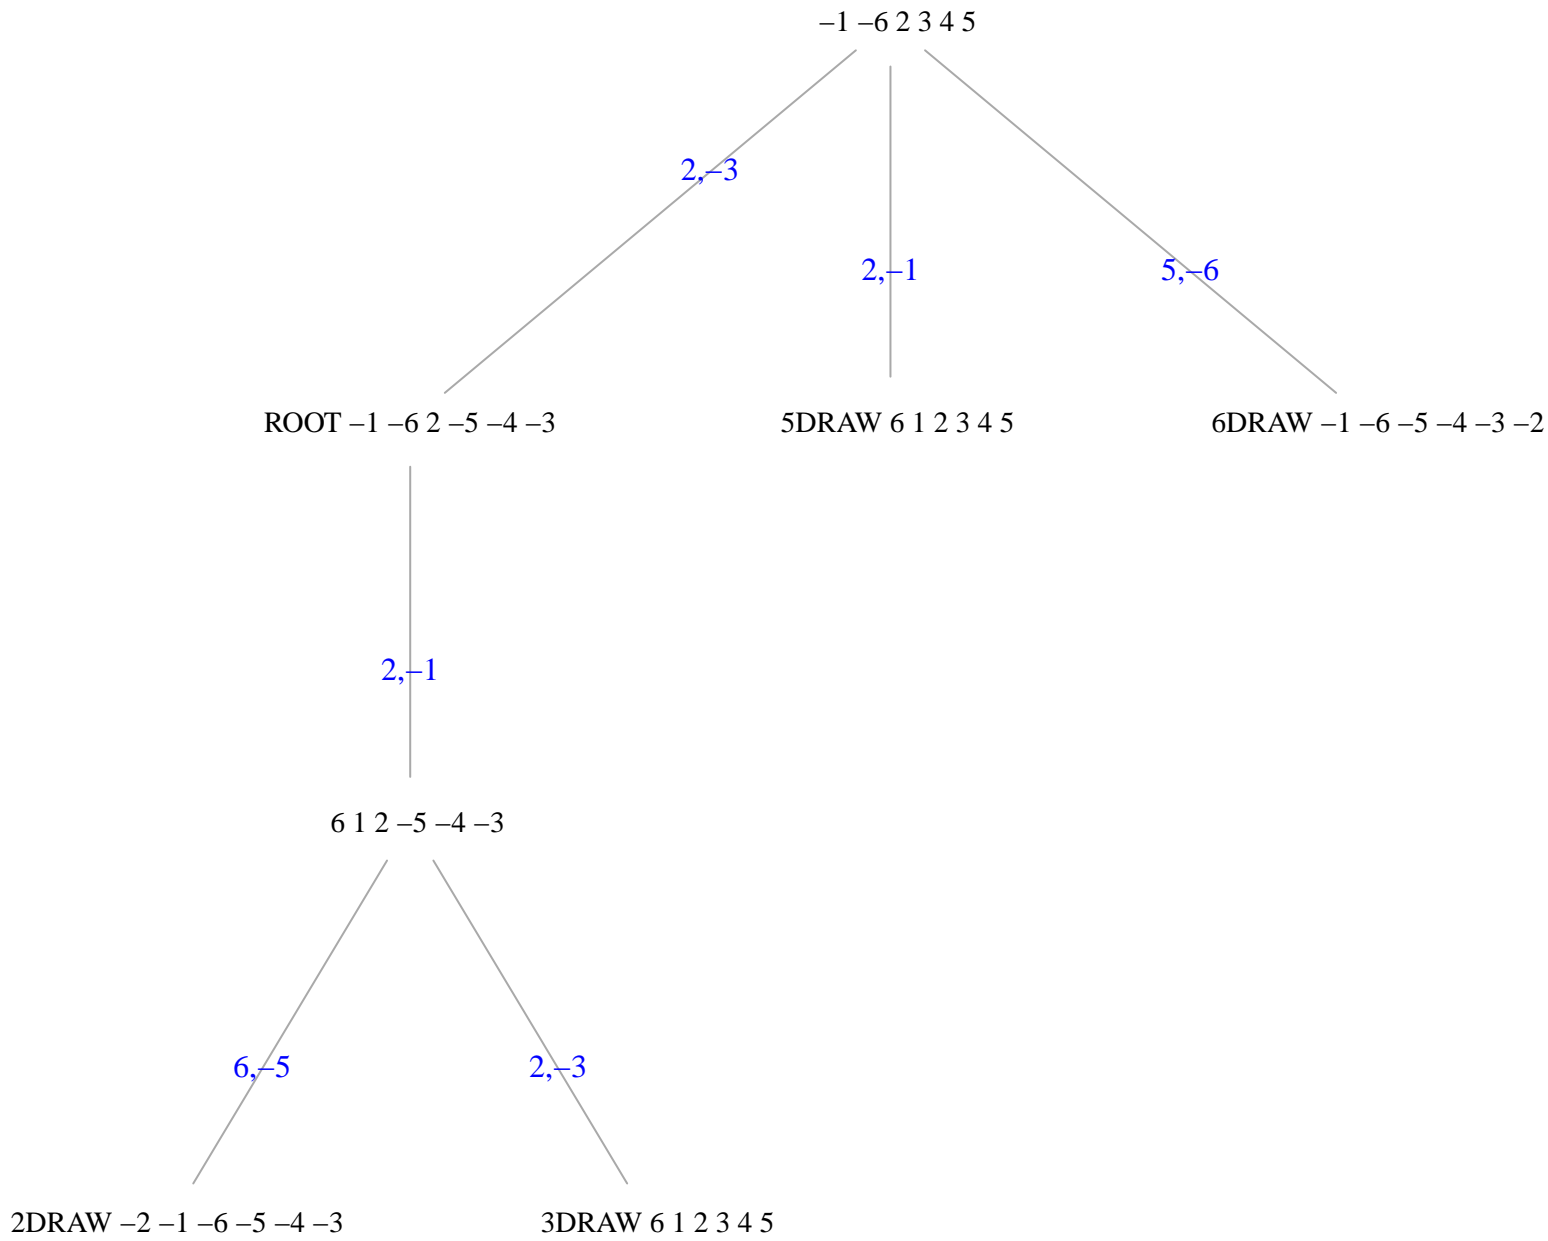 –1 –6 2 3 4 5
2,–3
2,–1
5,–6
ROOT –1 –6 2 –5 –4 –3
5DRAW 6 1 2 3 4 5
6DRAW –1 –6 –5 –4 –3 –2
2,–1
6 1 2 –5 –4 –3
6,–5
2,–3
2DRAW –2 –1 –6 –5 –4 –3
3DRAW 6 1 2 3 4 5